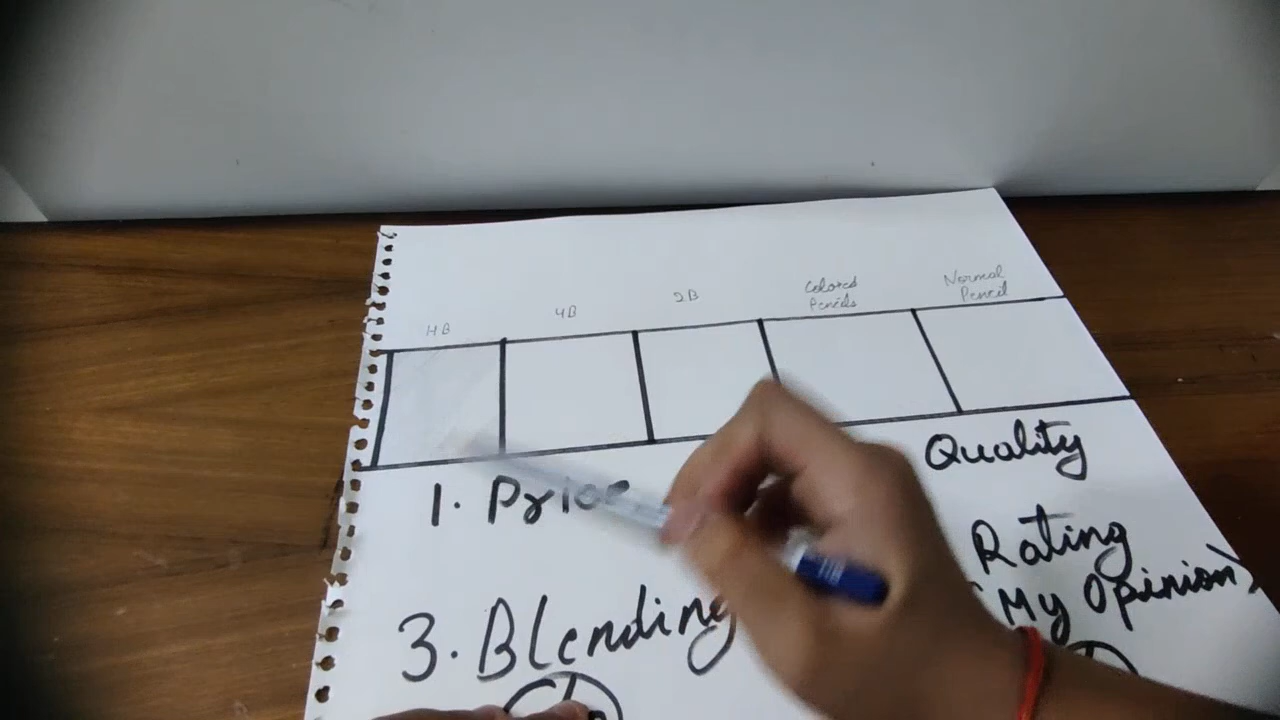 HB 4B 2B Colored Pencils Normal Pencil
1. Price Quality
3. Blending Rating
(My Opinion)